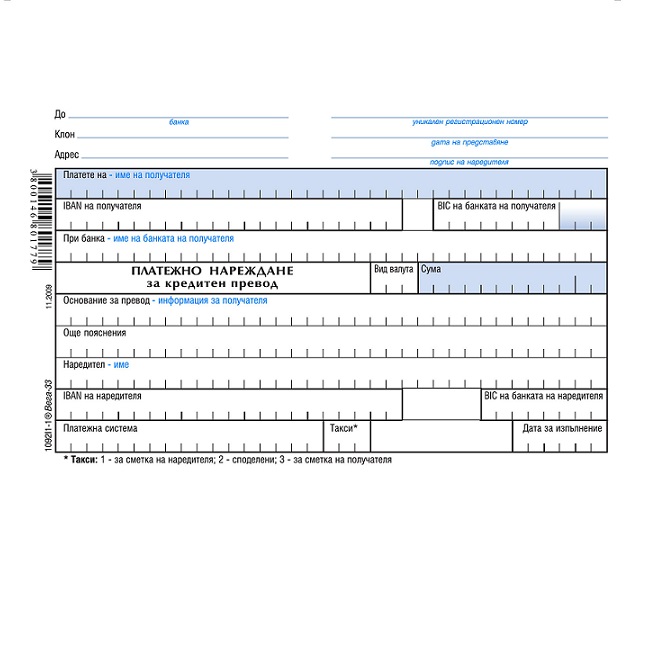 До
банка
уникален регистрационен номер
Клон
дата на представяне
Адрес
подпис на наредителя
Платете на - име на получателя
IBAN на получателя
BIC на банката на получателя
При банка - име на банката на получателя
ПЛАТЕЖНО НАРЕЖДАНЕ
за кредитен превод
Вид валута
Сума
Основание за превод - информация за получателя
Още пояснения
Наредител - име
IBAN на наредителя
BIC на банката на наредителя
Платежна система
Такси*
Дата за изпълнение
* Такси: 1 - за сметка на наредителя; 2 - споделени; 3 - за сметка на получателя
3800146801779
11.2009
1092I1-1®Вега-33